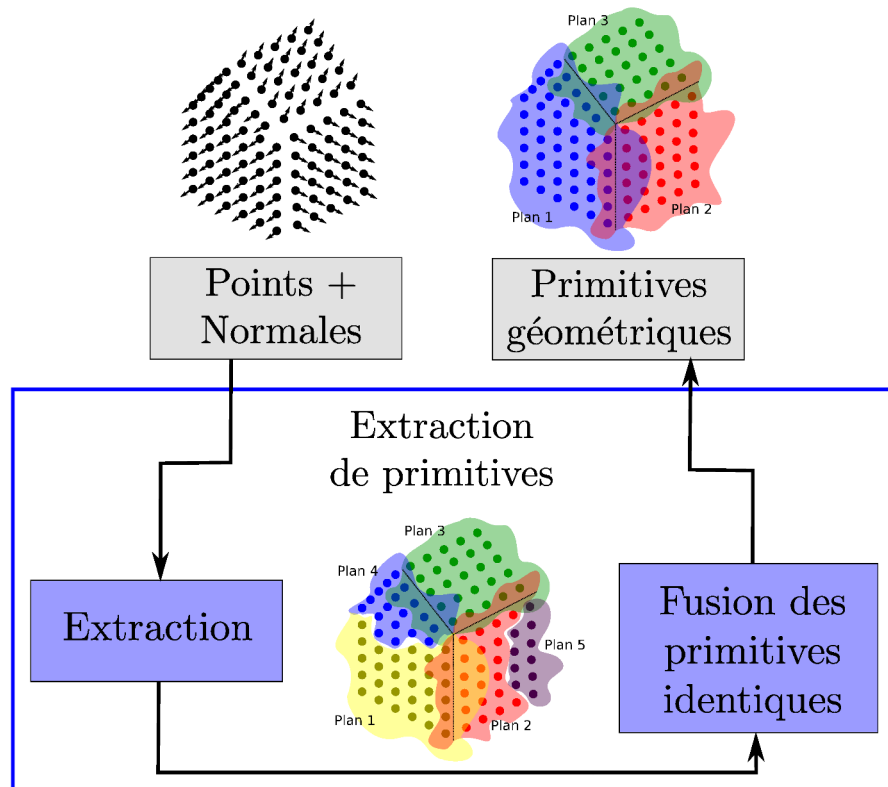 Plan 3
Plan 1
Plan 2
Points +
Normales
Primitives
géométriques
Extraction
de primitives
Plan 3
Plan 4
Plan 5
Plan 1
Plan 2
Extraction
Fusion des
primitives
identiques